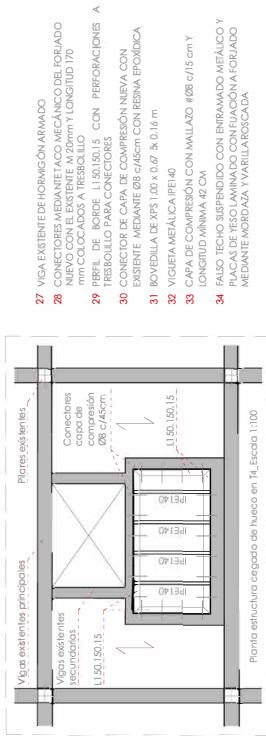 27 VIGA EXISTENTE DE HORMIGÓN ARMADO
28 CONECTORES MEDIANTE TACO MECÁNICO DEL FORJADO
NUEVO CON EL EXISTENTE M 20mm Y LONGITUD 170
mm COLOCADOS A TRESBOLILLO
29 PERFIL DE BORDE L150.150.15 CON PERFORACIONES A
TRESBOLILLO PARA CONECTORES
30 CONECTOR DE CAPA DE COMPRESIÓN NUEVA CON
EXISTENTE MEDIANTE Ø8 c/45cm CON RESINA EPOXÍDICA
31 BOVEDILLA DE XPS 1.00 x 0.67 5x 0.16 m
32 VIGUETA METÁLICA IPE140
33 CAPA DE COMPRESIÓN CON MALLAZO #Ø8 c/15 cm Y
LONGITUD MÍNIMA 42 CM
34 FALSO TECHO SUSPENDIDO CON ENTRAMADO METÁLICO Y
PLACAS DE YESO LAMINADO CON FIJACIÓN A FORJADO
MEDIANTE MORDAZA Y VARILLA ROSCADA
Vigas existentes principales
Pilares existentes
Vigas existentes
secundarias
L150.150.15
Conectores
capa de
compresión
Ø8 c/45cm
L150.150.15
IPE140
IPE140
IPE140
IPE140
Planta estructura cegado de hueco en T4_Escala 1:100